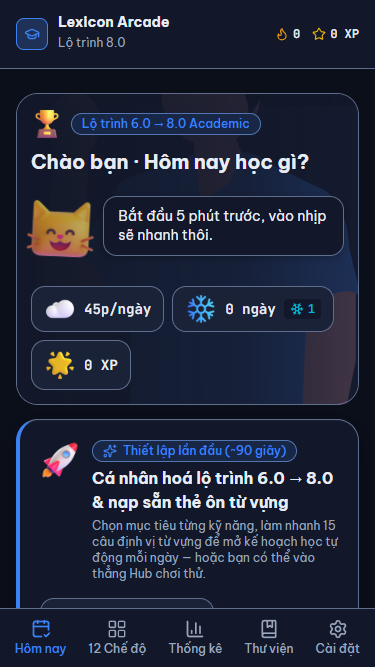 Lexicon Arcade
Lộ trình 8.0
0
0 XP
Lộ trình 6.0→8.0 Academic
Chào bạn · Hôm nay học gì?
Bắt đầu 5 phút trước, vào nhịp
sẽ nhanh thôi.
45p/ngày
0 ngày
1
0 XP
Thiết lập lần đầu (~90 giây)
Cá nhân hoá lộ trình 6.0→8.0
& nạp sẵn thẻ ôn từ vựng
Chọn mục tiêu từng kỹ năng, làm nhanh 15
câu định vị từ vựng để mở kế hoạch học tự
động mỗi ngày — hoặc bạn có thể vào
thẳng Hub chơi thử.
Hôm nay
12 Chế độ
Thống kê
Thư viện
Cài đặt